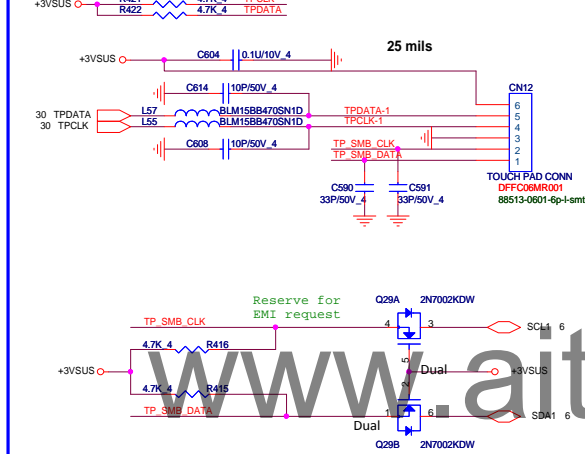 +3VSUS R421 4.7K_4 TPCLK
R422 4.7K_4 TPDATA
25 mils
+3VSUS C604 0.1U/10V_4
CN12
C614 10P/50V_4
6
30 TPDATA L57 BLM15BB470SN1D TPDATA-1 5
30 TPCLK L55 BLM15BB470SN1D TPCLK-1 4
3
C608 10P/50V_4 TP_SMB_CLK 2
TP_SMB_DATA 1
TOUCH PAD CONN
C590 C591 DFFC06MR001
33P/50V_4 33P/50V_4 88513-0601-6p-l-smt
Reserve for
EMI request
Q29A 2N7002KDW
TP_SMB_CLK 4 3 SCL1 6
4.7K_4 R416
5
+3VSUS Dual +3VSUS
4.7K_4 R415 2
TP_SMB_DATA 1 6 SDA1 6
Dual
Q29B 2N7002KDW
www.ait